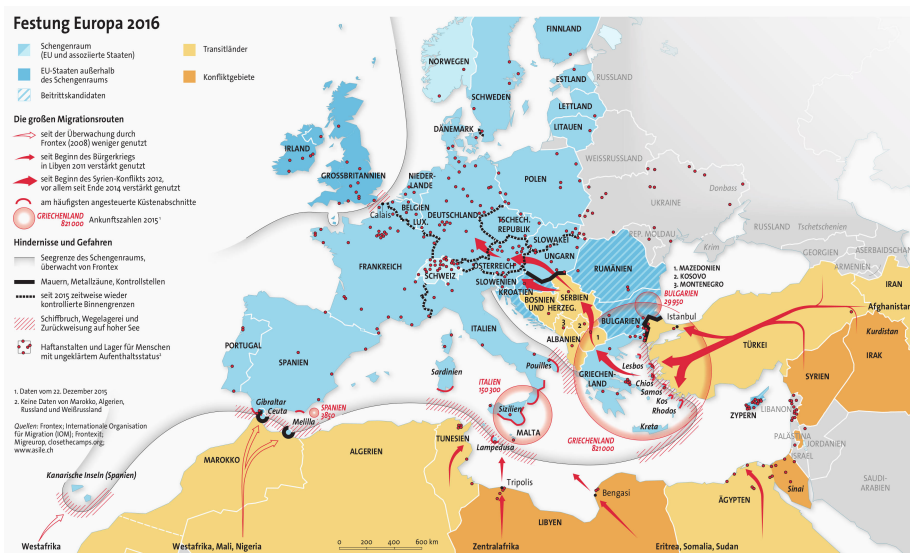 Festung Europa 2016
Schengenraum
(EU und assoziierte Staaten)
EU-Staaten außerhalb
des Schengenraums
Beitrittskandidaten
Transitländer
Konfliktgebiete
Die großen Migrationsrouten
seit der Überwachung durch
Frontex (2008) weniger genutzt
seit Beginn des Bürgerkriegs
in Libyen 2011 verstärkt genutzt
seit Beginn des Syrien-Konflikts 2012,
vor allem seit Ende 2014 verstärkt genutzt
am häufigsten angesteuerte Küstenabschnitte
GRIECHENLAND
821000
Ankunftszahlen 2015¹
Hindernisse und Gefahren
Seegrenze des Schengenraums,
überwacht von Frontex
Mauern, Metallzäune, Kontrollstellen
seit 2015 zeitweise wieder
kontrollierte Binnengrenzen
Schiffbruch, Wegelagerei und
Zurückweisung auf hoher See
Haftanstalten und Lager für Menschen
mit ungeklärtem Aufenthaltsstatus²
1. Daten vom 22. Dezember 2015
2. Keine Daten von Marokko, Algerien,
Russland und Weißrussland
Quellen: Frontex; Internationale Organisation
für Migration (IOM); Frontexit;
Migreurop, closethecamps.org;
www.asile.ch
FINNLAND
NORWEGEN
SCHWEDEN
ESTLAND
RUSSLAND
LETTLAND
LITAUEN
DÄNEMARK
IRLAND
GROSSBRITANNIEN
NIEDER-
LANDE
WEISSRUSSLAND
POLEN
BELGIEN
Calais
LUX.
DEUTSCHLAND
TSCHECH.
REPUBLIK
UKRAINE
Donbass
SLOWAKEI
REP. MOLDAU
RUSSLAND
Tschetschenien
Krim
FRANKREICH
SCHWEIZ
ÖSTERREICH
UNGARN
SLOWENIEN
KROATIEN
RUMÄNIEN
GEORGIEN
ASERBAIDSCHAN
ARMENIEN
BOSNIEN
UND HERZEG.
SERBIEN
1. MAZEDONIEN
2. KOSOVO
3. MONTENEGRO
BULGARIEN
29 950
BULGARIEN
Istanbul
IRAN
Afghanistan
Kurdistan
ITALIEN
3
2
1
ALBANIEN
TÜRKEI
IRAK
PORTUGAL
SPANIEN
Sardinien
Pouilles
GRIECHEN-
LAND
Lesbos
Chios
Samos
Kos
Rhodos
Kreta
SYRIEN
ZYPERN
LIBANON
ITALIEN
150 300
Sizilien
MALTA
GRIECHENLAND
821000
Gibraltar
Ceuta
Melilla
SPANIEN
3850
TUNESIEN
Lampedusa
PALÄSTINA
JORDANIEN
ISRAEL
MAROKKO
ALGERIEN
Kanarische Inseln (Spanien)
Tripolis
Bengasi
ÄGYPTEN
Sinai
SAUDI-
ARABIEN
LIBYEN
Westafrika
Westafrika, Mali, Nigeria
0 200 400 600 km
Zentralafrika
Eritrea, Somalia, Sudan